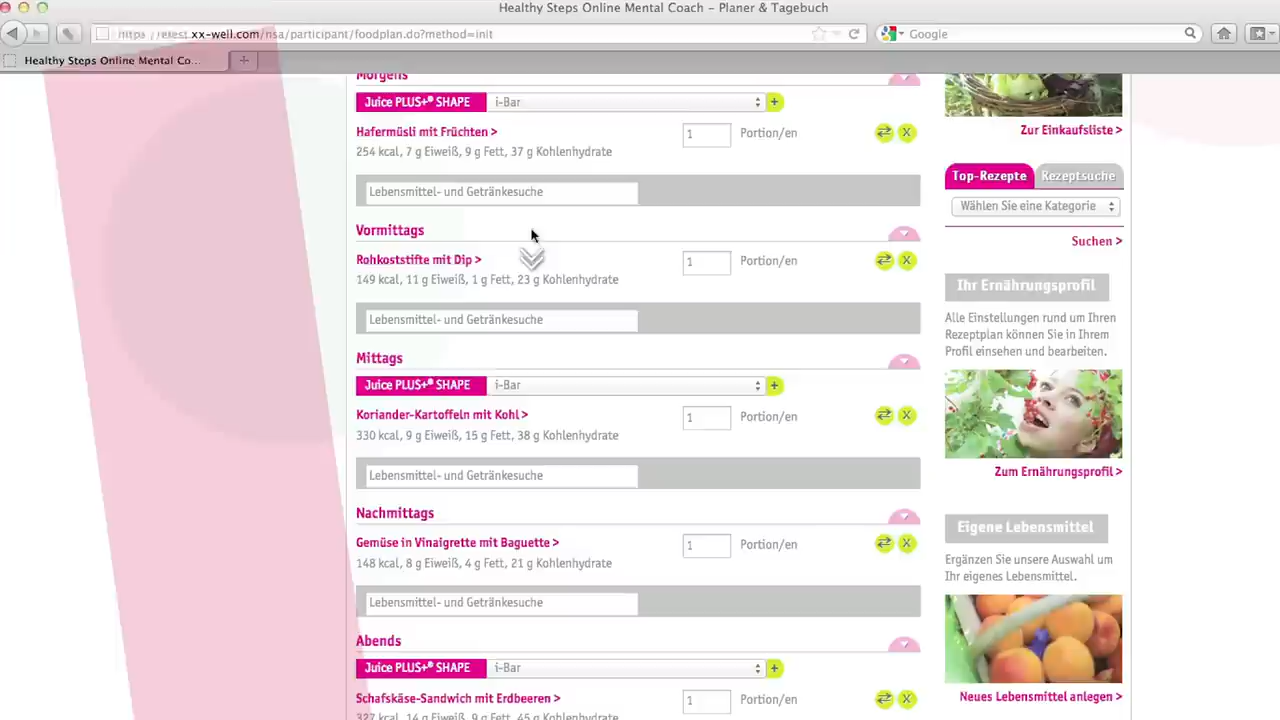 Healthy Steps Online Mental Coach – Planer & Tagebuch
xx-well.com/nsa/participant/foodplan.do?method=init
Google
Healthy Steps Online Mental Co...
Morgens
Juice PLUS+® SHAPE i-Bar
Hafermüsli mit Früchten > 1 Portion/en
254 kcal, 7 g Eiweiß, 9 g Fett, 37 g Kohlenhydrate
Lebensmittel- und Getränkesuche
Vormittags
Rohkoststifte mit Dip > 1 Portion/en
149 kcal, 11 g Eiweiß, 1 g Fett, 23 g Kohlenhydrate
Lebensmittel- und Getränkesuche
Mittags
Juice PLUS+® SHAPE i-Bar
Koriander-Kartoffeln mit Kohl > 1 Portion/en
330 kcal, 9 g Eiweiß, 15 g Fett, 38 g Kohlenhydrate
Lebensmittel- und Getränkesuche
Nachmittags
Gemüse in Vinaigrette mit Baguette > 1 Portion/en
148 kcal, 8 g Eiweiß, 4 g Fett, 21 g Kohlenhydrate
Lebensmittel- und Getränkesuche
Abends
Juice PLUS+® SHAPE i-Bar
Schafskäse-Sandwich mit Erdbeeren > 1 Portion/en
327 kcal, 14 g Eiweiß, 9 g Fett, 45 g Kohlenhydrate
Zur Einkaufsliste >
Top-Rezepte Rezeptsuche
Wählen Sie eine Kategorie
Suchen >
Ihr Ernährungsprofil
Alle Einstellungen rund um Ihren
Rezeptplan können Sie in Ihrem
Profil einsehen und bearbeiten.
Zum Ernährungsprofil >
Eigene Lebensmittel
Ergänzen Sie unsere Auswahl um
Ihr eigenes Lebensmittel.
Neues Lebensmittel anlegen >